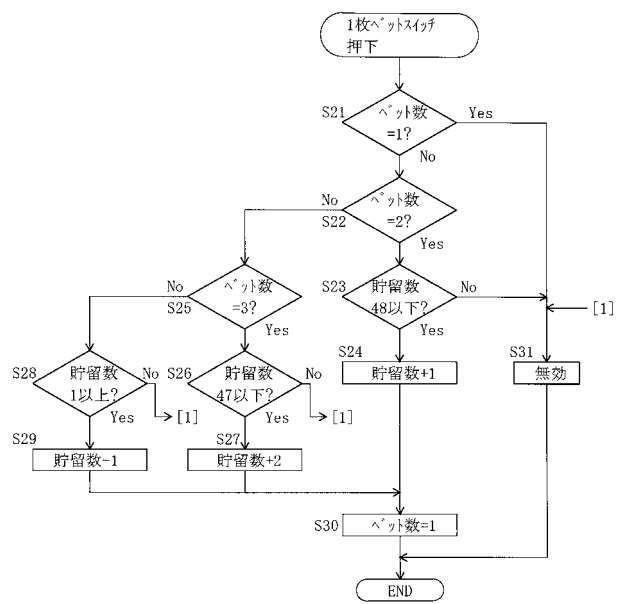 1枚ﾍﾞｯﾄｽｲｯﾁ
押下
S21
ﾍﾞｯﾄ数
=1?
Yes
No
No
S22
ﾍﾞｯﾄ数
=2?
Yes
No
S25
ﾍﾞｯﾄ数
=3?
Yes
S23
貯留数
48以下?
No
Yes
[1]
S24
貯留数+1
S31
無効
S28
貯留数
1以上?
No
Yes
[1]
S26
貯留数
47以下?
No
Yes
[1]
S29
貯留数-1
S27
貯留数+2
S30
ﾍﾞｯﾄ数=1
END